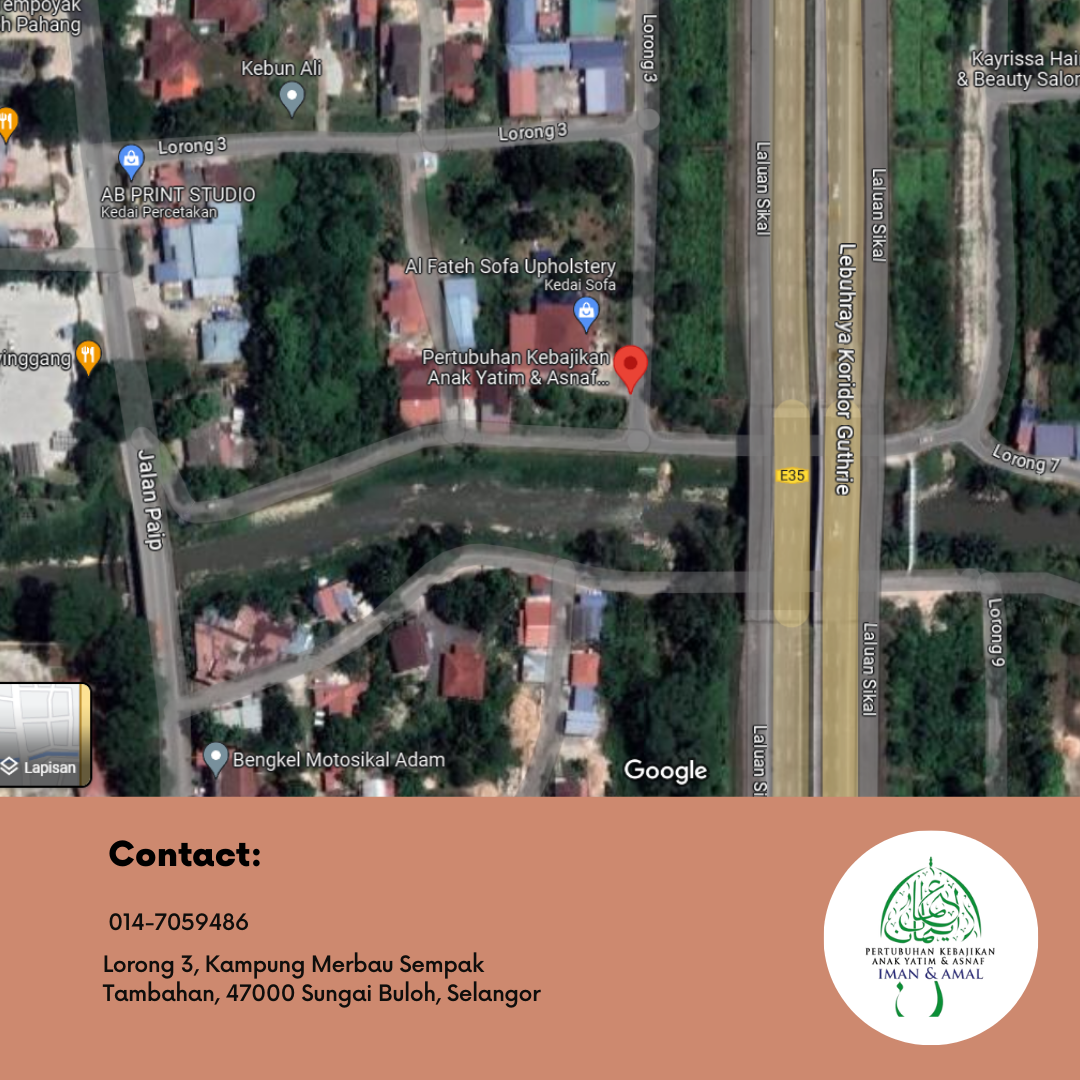 empoyak
h Pahang
Kebun Ali
Lorong 3
Kayrissa Hai
& Beauty Salor
Lorong 3
Lorong 3
AB PRINT STUDIO
Kedai Percetakan
Laluan Sikal
Laluan Sikal
Lebuhraya Koridor Guthrie
Al Fateh Sofa Upholstery
Kedai Sofa
Pertubuhan Kebajikan
Anak Yatim & Asnaf...
inggang
E35
Lorong 7
Jalan Paip
Lorong 9
Laluan Sikal
Laluan Si
Lapisan
Bengkel Motosikal Adam
Google
Contact:
014-7059486
Lorong 3, Kampung Merbau Sempak
Tambahan, 47000 Sungai Buloh, Selangor
PERTUBUHAN KEBAJIKAN
ANAK YATIM & ASNAF
IMAN & AMAL